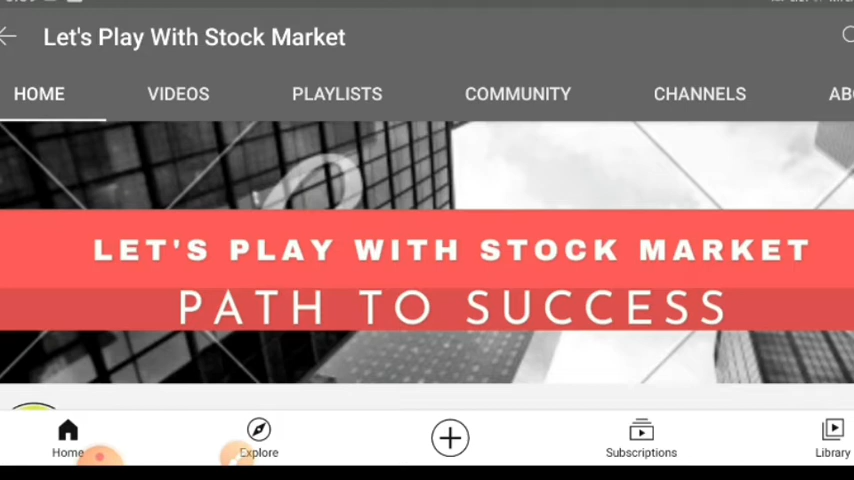 Let's Play With Stock Market
HOME VIDEOS PLAYLISTS COMMUNITY CHANNELS
LET'S PLAY WITH STOCK MARKET
PATH TO SUCCESS
Home Explore Subscriptions Library